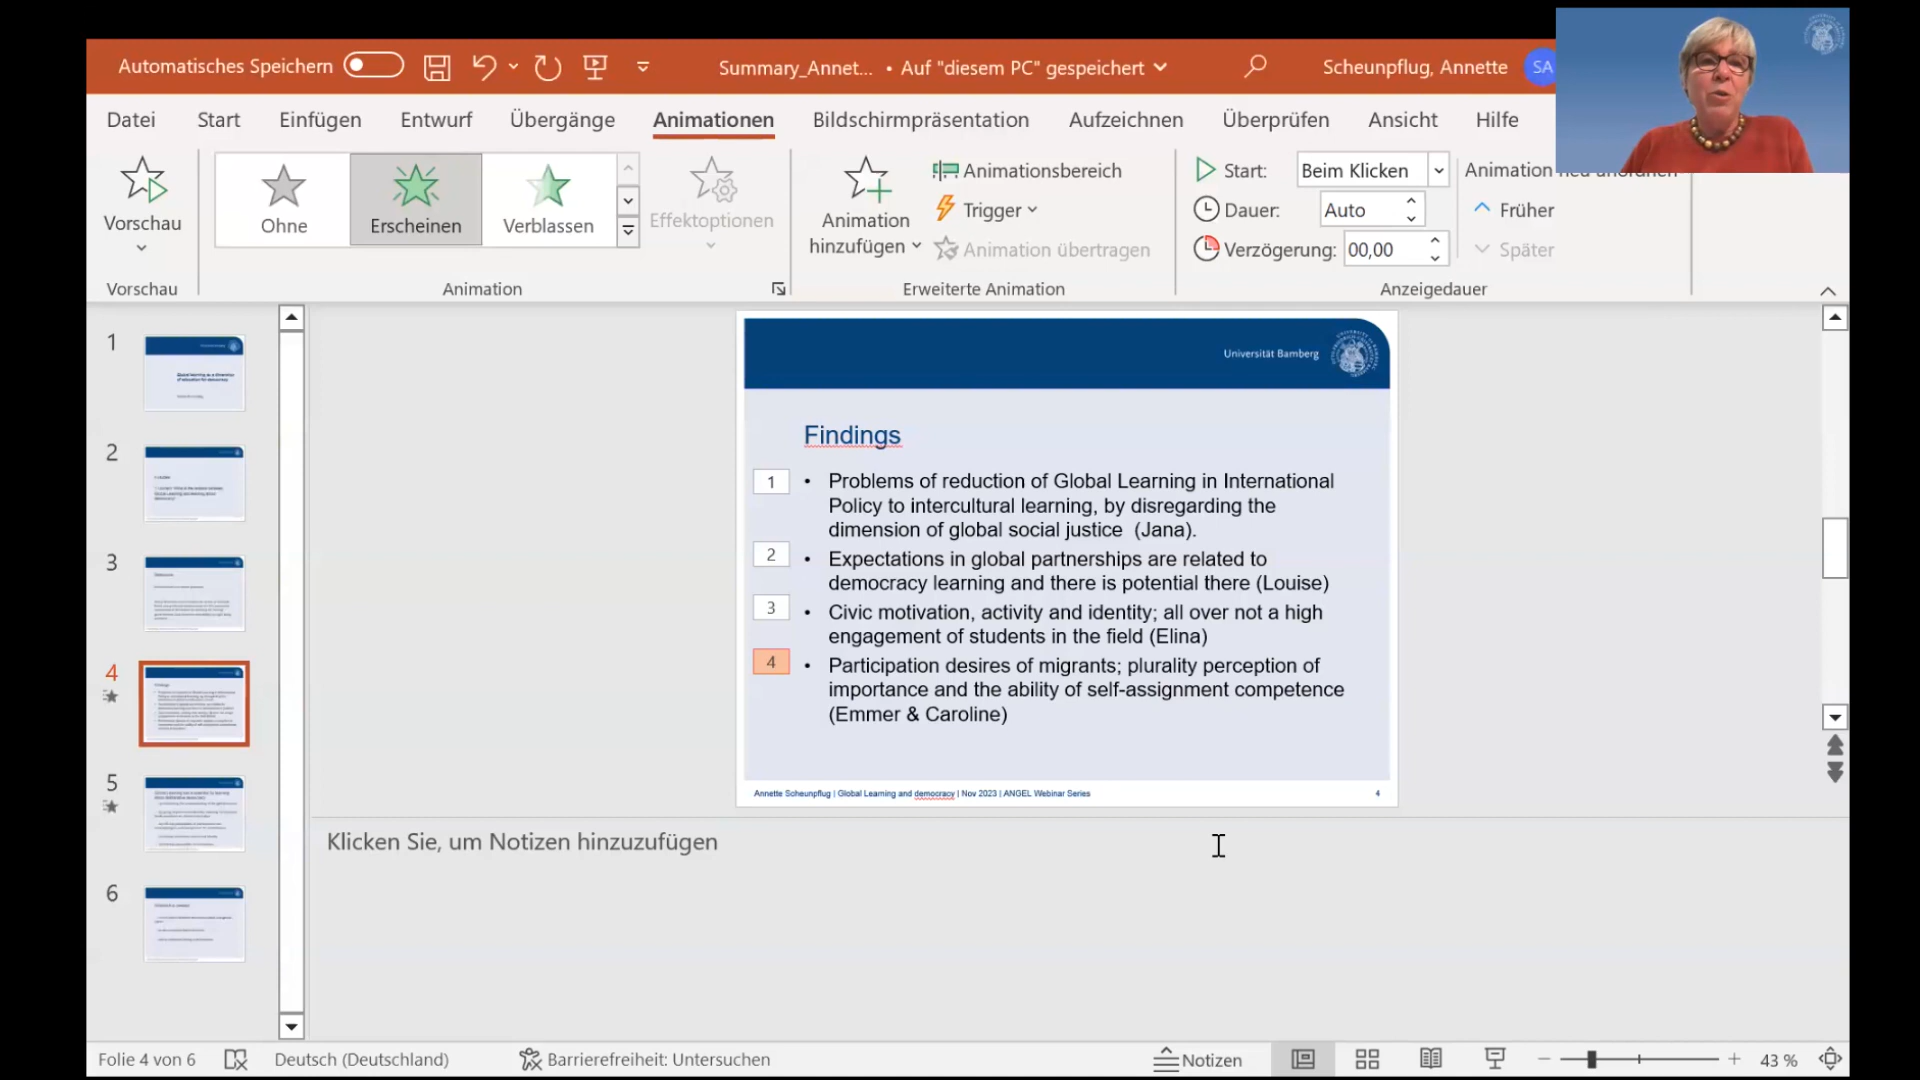 Automatisches Speichern
Summary_Annet... • Auf "diesem PC" gespeichert
Scheunpflug, Annette
SA
Datei
Start
Einfügen
Entwurf
Übergänge
Animationen
Bildschirmpräsentation
Aufzeichnen
Überprüfen
Ansicht
Hilfe
Vorschau
Ohne
Erscheinen
Verblassen
Effektoptionen
Animation
hinzufügen
Animationsbereich
Trigger
Animation übertragen
Start: Beim Klicken
Dauer: Auto
Verzögerung: 00,00
Animation neu anordnen
Früher
Später
Vorschau
Animation
Erweiterte Animation
Anzeigedauer
1
2
3
4
5
6
Universität Bamberg
Findings
1 • Problems of reduction of Global Learning in International
Policy to intercultural learning, by disregarding the
dimension of global social justice (Jana).
2 • Expectations in global partnerships are related to
democracy learning and there is potential there (Louise)
3 • Civic motivation, activity and identity; all over not a high
engagement of students in the field (Elina)
4 • Participation desires of migrants; plurality perception of
importance and the ability of self-assignment competence
(Emmer & Caroline)
Annette Scheunpflug | Global Learning and democracy | Nov 2023 | ANGEL Webinar Series 4
Klicken Sie, um Notizen hinzuzufügen
Folie 4 von 6
Deutsch (Deutschland)
Barrierefreiheit: Untersuchen
Notizen
43 %